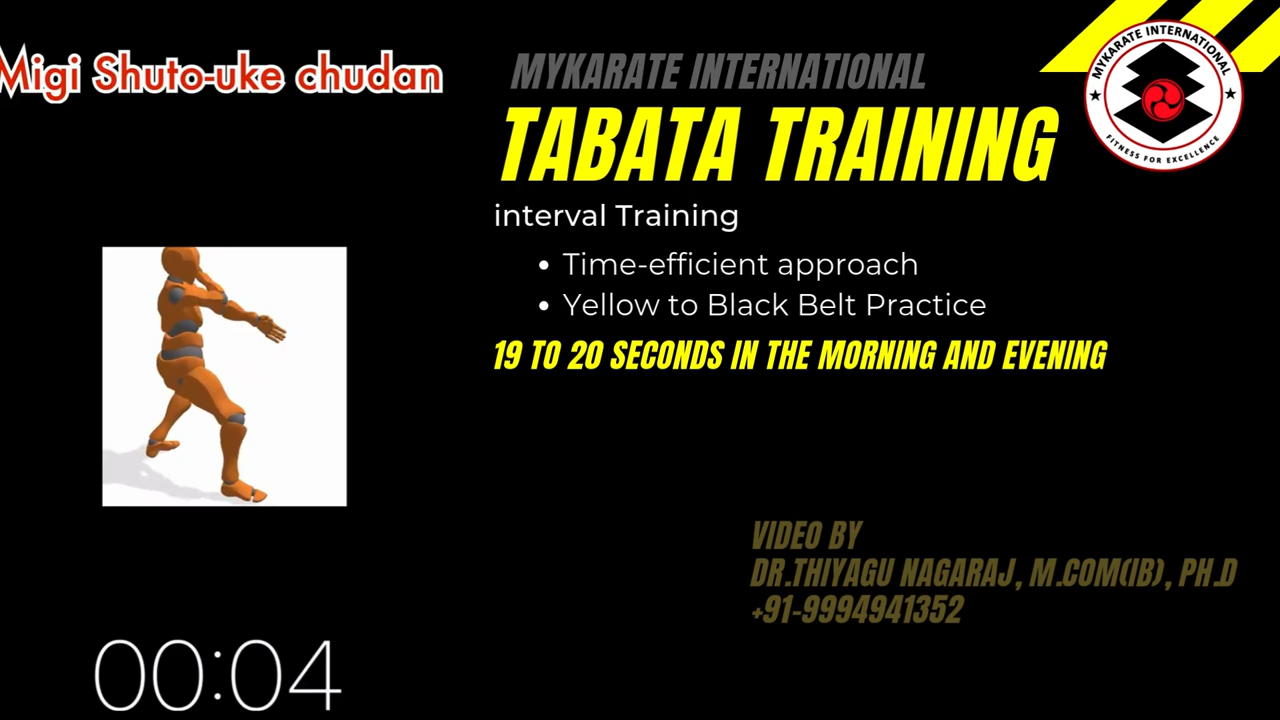 Migi Shuto-uke chudan
MYKARATE INTERNATIONAL
TABATA TRAINING
interval Training
• Time-efficient approach
• Yellow to Black Belt Practice
19 TO 20 SECONDS IN THE MORNING AND EVENING
MYKARATE INTERNATIONAL
FITNESS FOR EXCELLENCE
VIDEO BY
DR.THIYAGU NAGARAJ, M.COM(IB), PH.D
+91-9994941352
00:04